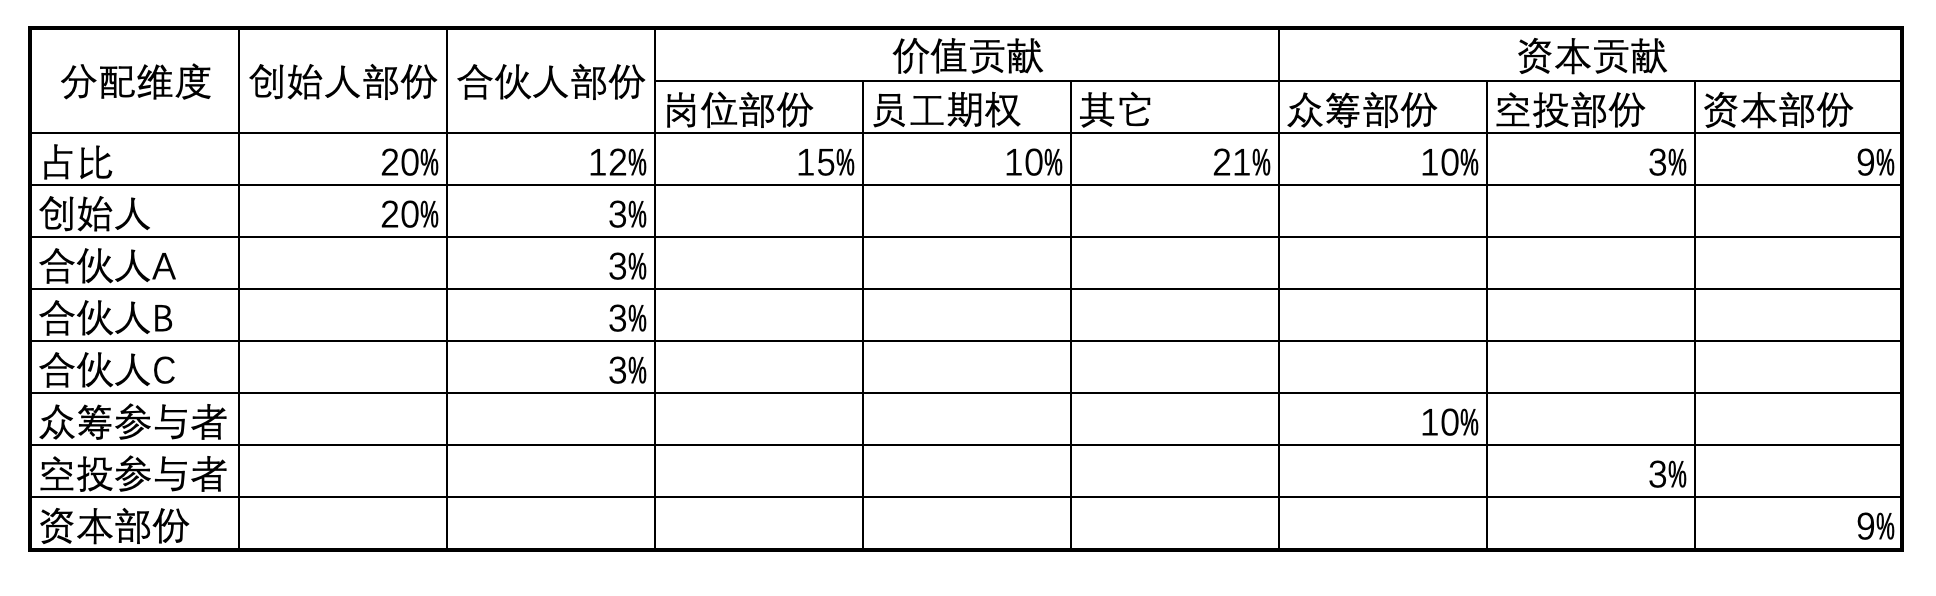 分配维度 创始人部份 合伙人部份 价值贡献 资本贡献
岗位部份 员工期权 其它 众筹部份 空投部份 资本部份
占比 20% 12% 15% 10% 21% 10% 3% 9%
创始人 20% 3%
合伙人A 3%
合伙人B 3%
合伙人C 3%
众筹参与者 10%
空投参与者 3%
资本部份 9%